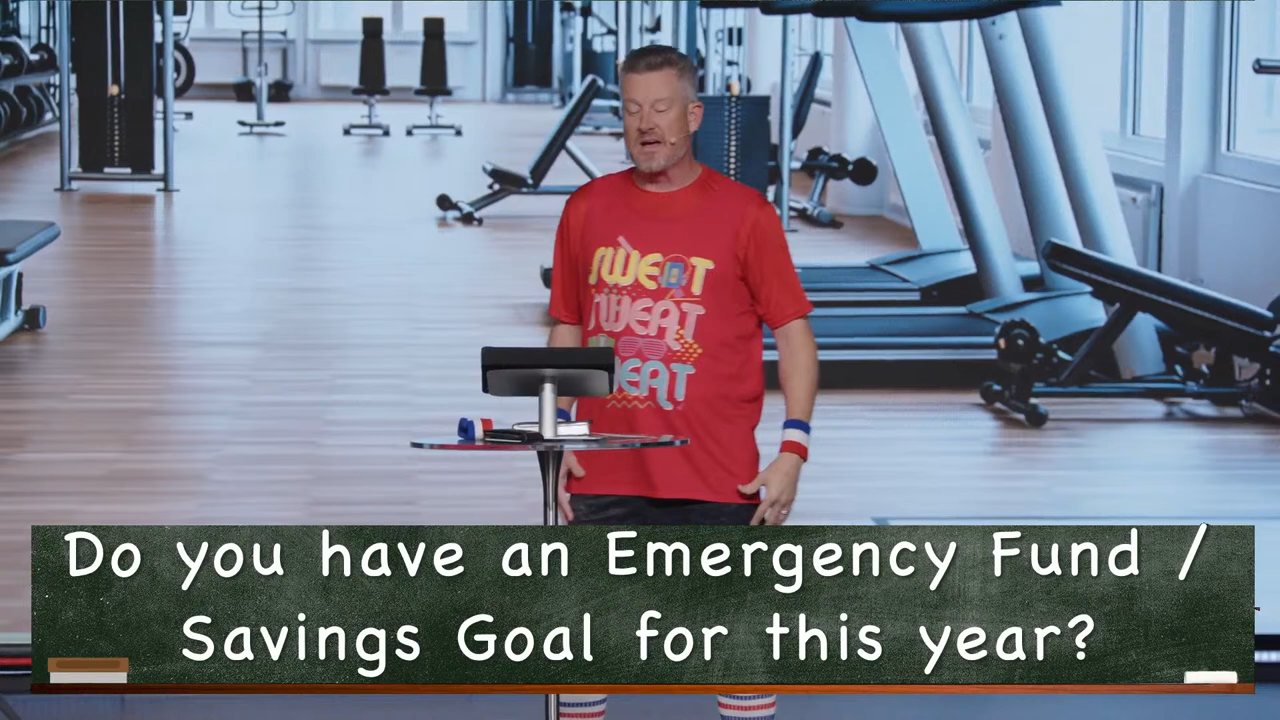 SWEAT
SWEAT
SWEAT
Do you have an Emergency Fund /
Savings Goal for this year?